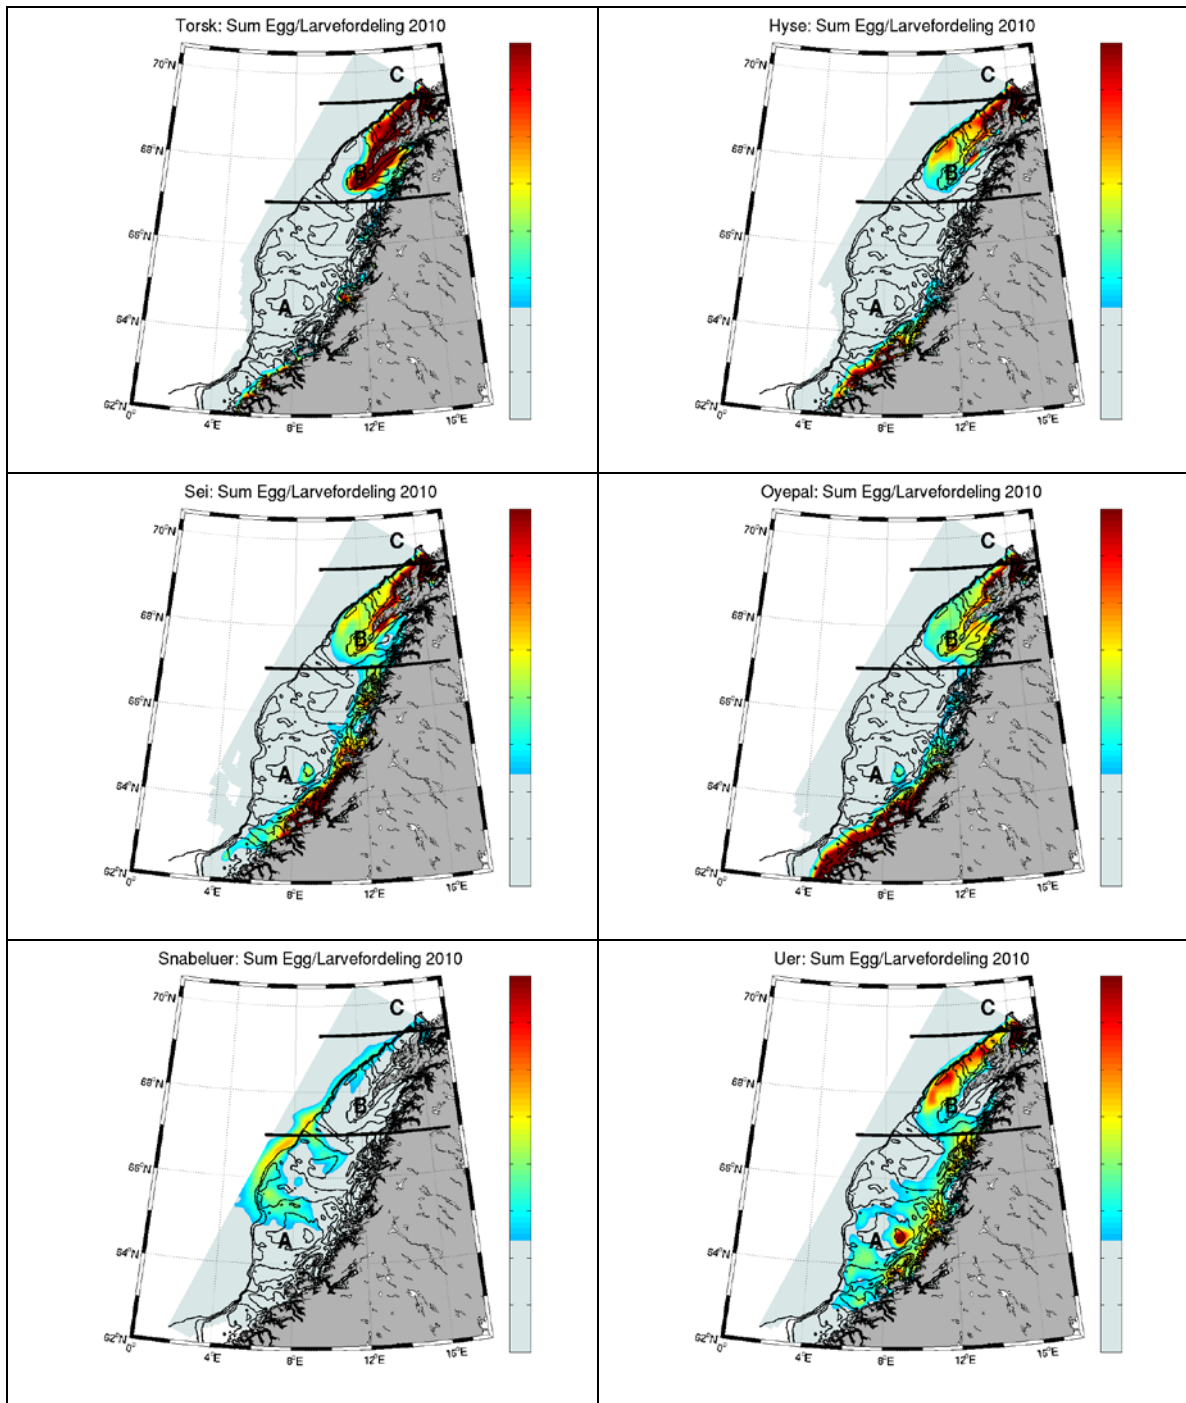 Torsk: Sum Egg/Larvefordeling 2010
70°N
C
68°N
B
66°N
A
64°N
62°N
0°
4°E
8°E
12°E
16°E
Hyse: Sum Egg/Larvefordeling 2010
70°N
C
68°N
B
66°N
A
64°N
62°N
0°
4°E
8°E
12°E
16°E
Sei: Sum Egg/Larvefordeling 2010
70°N
C
68°N
B
66°N
A
64°N
62°N
0°
4°E
8°E
12°E
16°E
Oyepal: Sum Egg/Larvefordeling 2010
70°N
C
68°N
B
66°N
A
64°N
62°N
0°
4°E
8°E
12°E
16°E
Snabeluer: Sum Egg/Larvefordeling 2010
70°N
C
68°N
B
66°N
A
64°N
62°N
0°
4°E
8°E
12°E
16°E
Uer: Sum Egg/Larvefordeling 2010
70°N
C
68°N
B
66°N
A
64°N
62°N
0°
4°E
8°E
12°E
16°E